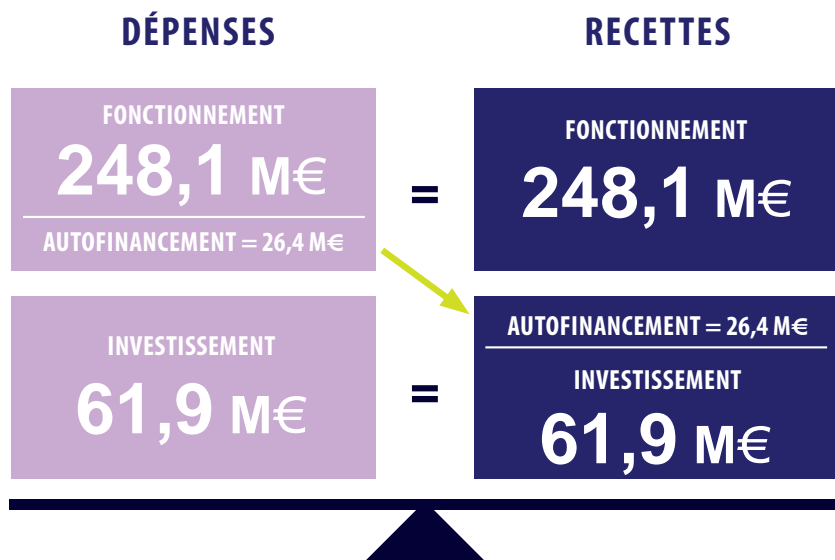 DÉPENSES
RECETTES
FONCTIONNEMENT
248,1 M€
AUTOFINANCEMENT = 26,4 M€
=
FONCTIONNEMENT
248,1 M€
INVESTISSEMENT
61,9 M€
=
AUTOFINANCEMENT = 26,4 M€
INVESTISSEMENT
61,9 M€